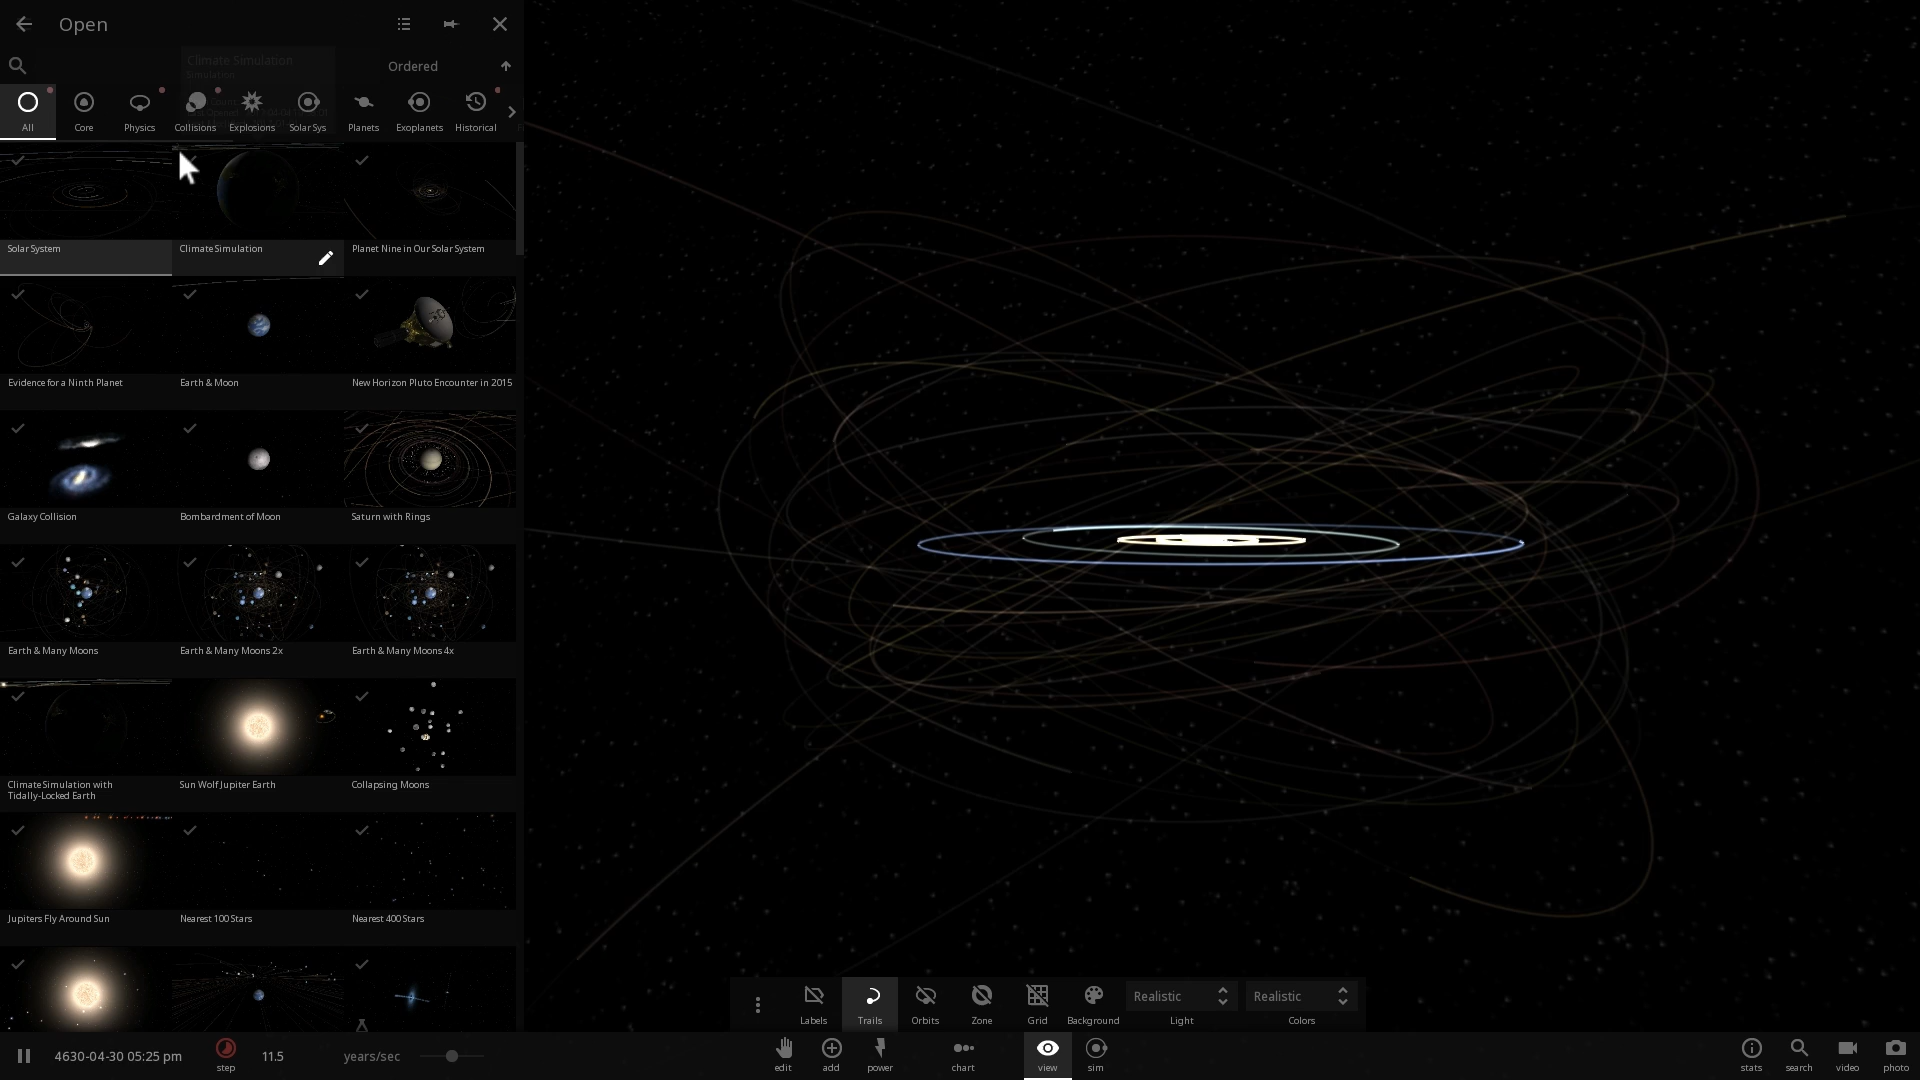 Open
Climate Simulation
Simulation
Ordered
All
Core
Physics
Collisions
Explosions
Solar Sys
Planets
Exoplanets
Historical
Solar System
Climate Simulation
Planet Nine in Our Solar System
Evidence for a Ninth Planet
Earth & Moon
New Horizon Pluto Encounter in 2015
Galaxy Collision
Bombardment of Moon
Saturn with Rings
Earth & Many Moons
Earth & Many Moons 2x
Earth & Many Moons 4x
Climate Simulation with
Tidally-Locked Earth
Sun Wolf Jupiter Earth
Collapsing Moons
Jupiters Fly Around Sun
Nearest 100 Stars
Nearest 400 Stars
Labels
Trails
Orbits
Zone
Grid
Background
Realistic
Light
Realistic
Colors
4630-04-30 05:25 pm
step
11.5
years/sec
edit
add
power
chart
view
sim
stats
search
video
photo